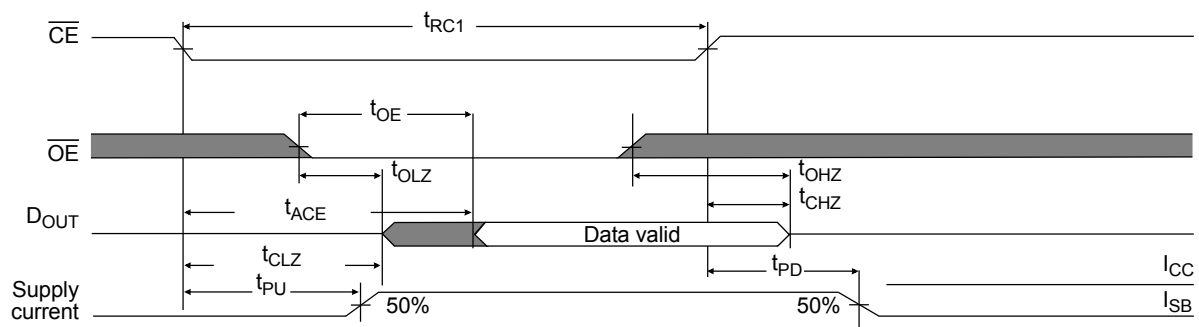 CE
tRC1
OE
tOE
tOLZ
tOHZ
DOUT
tACE
tCHZ
Data valid
tCLZ
tPD
ICC
tPU
Supply
current
50%
50%
ISB